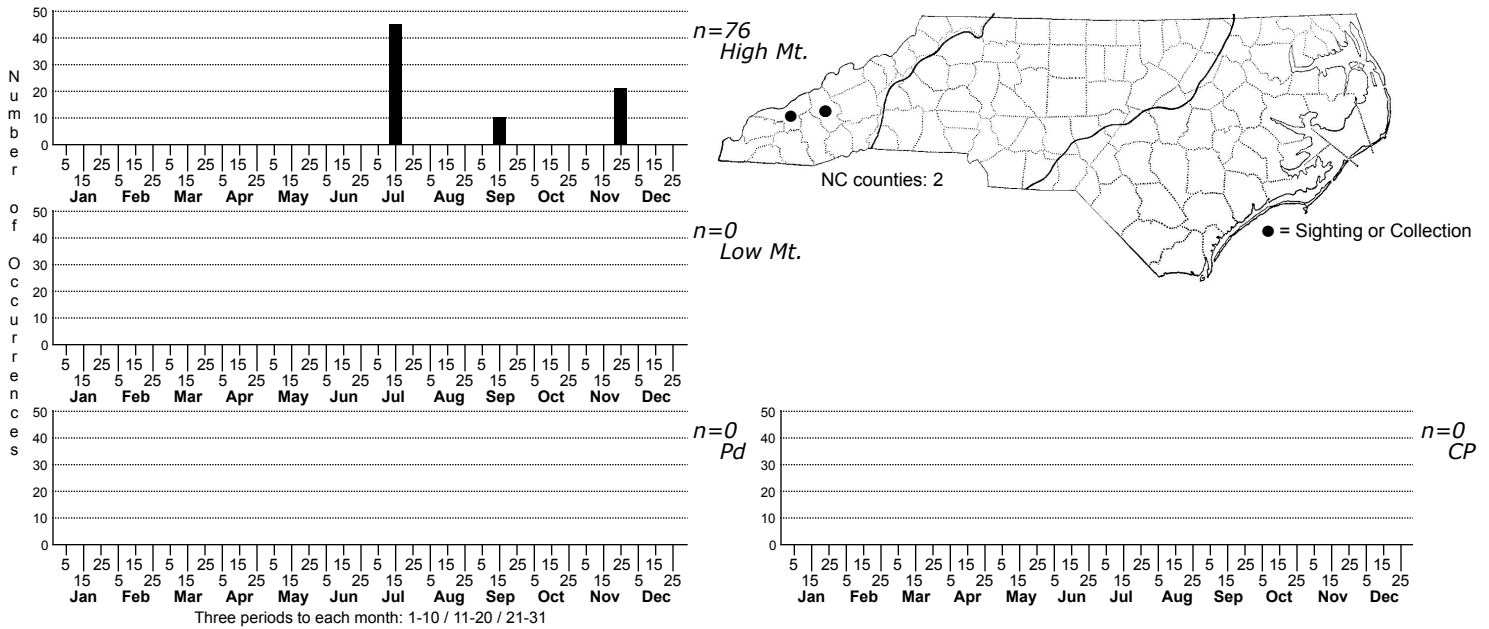 Number of Occurrences
50
40
30
20
10
0
5 25 15 5 25 15 5 25 15 5 25 15 5 25 15 5 25 15
15 5 25 15 5 25 15 5 25 15 5 25 15 5 25 15 5 25
Jan Feb Mar Apr May Jun Jul Aug Sep Oct Nov Dec
n=76
High Mt.
NC counties: 2
● = Sighting or Collection
50
40
30
20
10
0
5 25 15 5 25 15 5 25 15 5 25 15 5 25 15 5 25 15
15 5 25 15 5 25 15 5 25 15 5 25 15 5 25 15 5 25
Jan Feb Mar Apr May Jun Jul Aug Sep Oct Nov Dec
n=0
Low Mt.
50
40
30
20
10
0
5 25 15 5 25 15 5 25 15 5 25 15 5 25 15 5 25 15
15 5 25 15 5 25 15 5 25 15 5 25 15 5 25 15 5 25
Jan Feb Mar Apr May Jun Jul Aug Sep Oct Nov Dec
n=0
Pd
Three periods to each month: 1-10 / 11-20 / 21-31
50
40
30
20
10
0
5 25 15 5 25 15 5 25 15 5 25 15 5 25 15 5 25 15
15 5 25 15 5 25 15 5 25 15 5 25 15 5 25 15 5 25
Jan Feb Mar Apr May Jun Jul Aug Sep Oct Nov Dec
n=0
CP